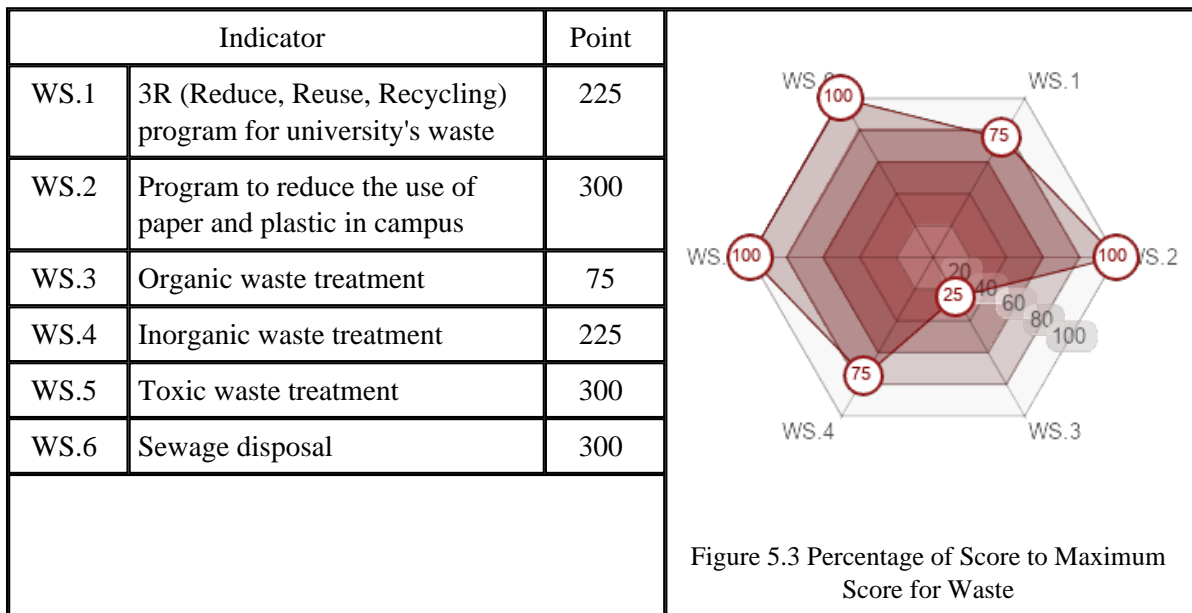 Indicator Point
WS.1 3R (Reduce, Reuse, Recycling) 225
program for university's waste
WS.2 Program to reduce the use of 300
paper and plastic in campus
WS.3 Organic waste treatment 75
WS.4 Inorganic waste treatment 225
WS.5 Toxic waste treatment 300
WS.6 Sewage disposal 300
WS.1
100
75
WS.
100
100
20
40
25
60
80
100
75
WS.4
WS.3
Figure 5.3 Percentage of Score to Maximum
Score for Waste